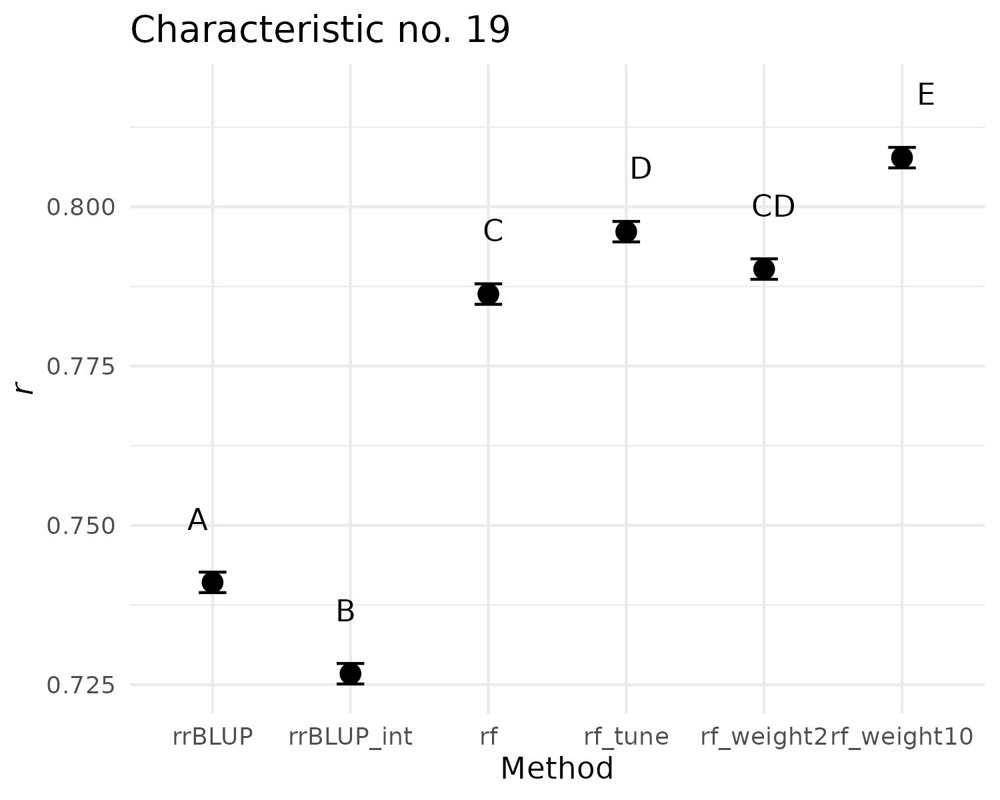 Characteristic no. 19
E
D
0.800
CD
C
0.775
r
0.750
A
B
0.725
rrBLUP rrBLUP_int rf rf_tune rf_weight2 rf_weight10
Method